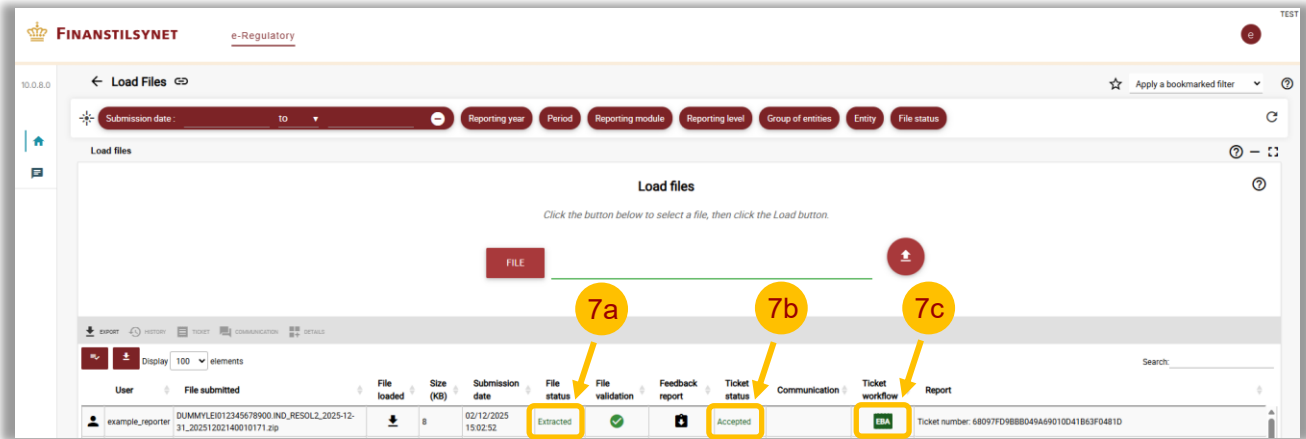 TEST
FINANSTILSYNET e-Regulatory e
10.0.8.0 Load Files Apply a bookmarked filter
Submission date : to Reporting year Period Reporting module Reporting level Group of entities Entity File status
Load files
Load files
Click the button below to select a file, then click the Load button.
FILE
7a 7b 7c
EXPORT HISTORY TICKET COMMUNICATION DETAILS
Display 100 elements Search:
User File submitted File loaded Size (KB) Submission date File status File validation Feedback report Ticket status Communication Ticket workflow Report
example_reporter DUMMYLEI012345678900.IND_RESOL2_2025-12-
31_20251202140010171.zip 8 02/12/2025
15:02:52 Extracted Accepted EBA Ticket number: 68097FD9BBB049A69010D41B63F0481D